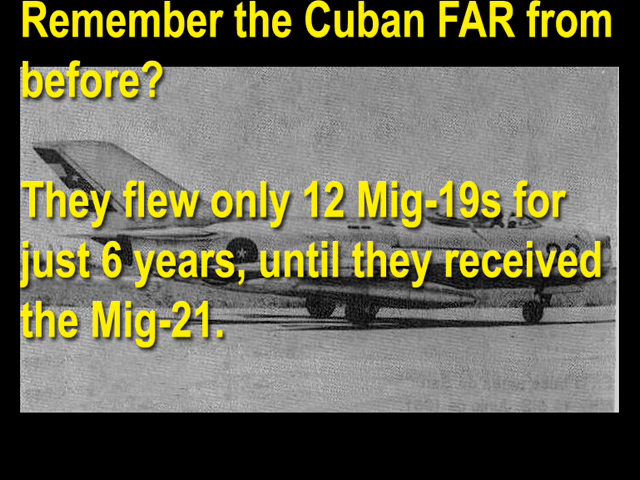 Remember the Cuban FAR from
before?
They flew only 12 Mig-19s for
just 6 years, until they received
the Mig-21.